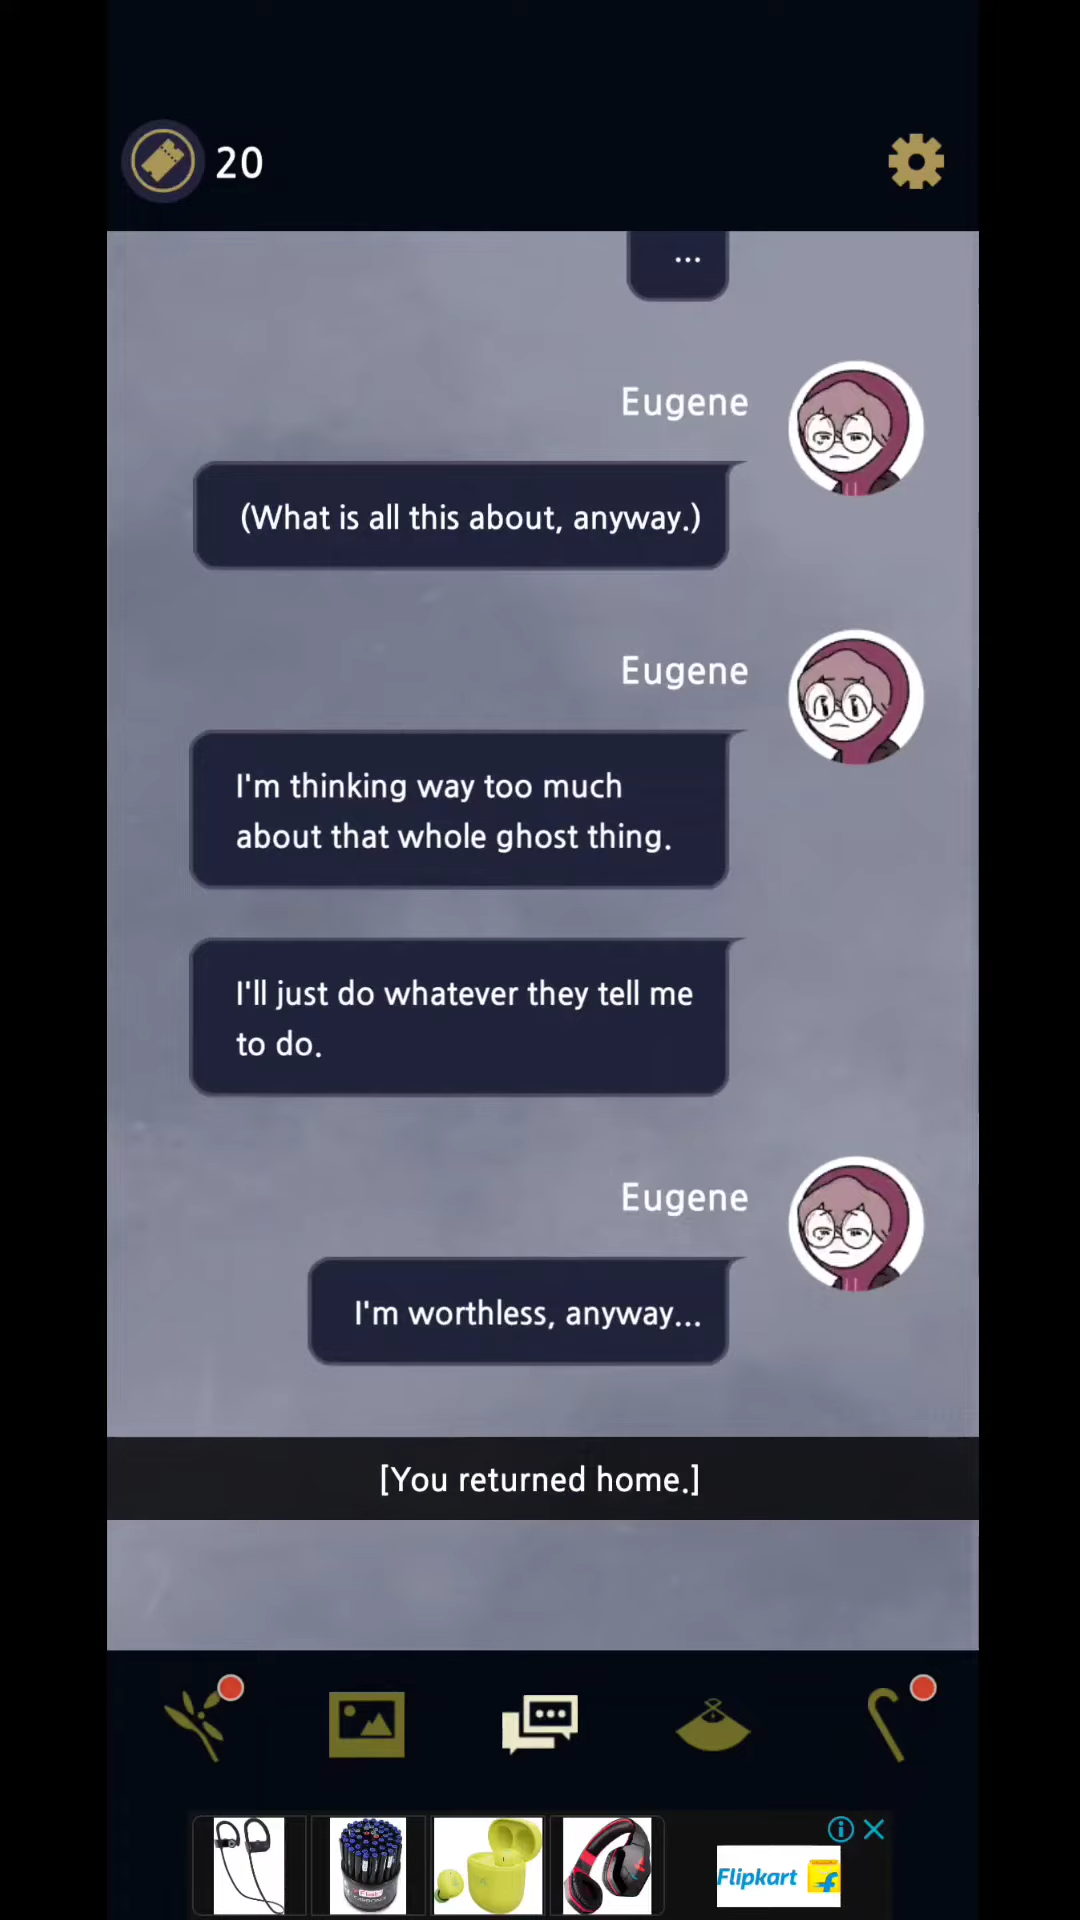 20
...
Eugene
(What is all this about, anyway.)
Eugene
I'm thinking way too much
about that whole ghost thing.
I'll just do whatever they tell me
to do.
Eugene
I'm worthless, anyway...
[You returned home.]
Flipkart